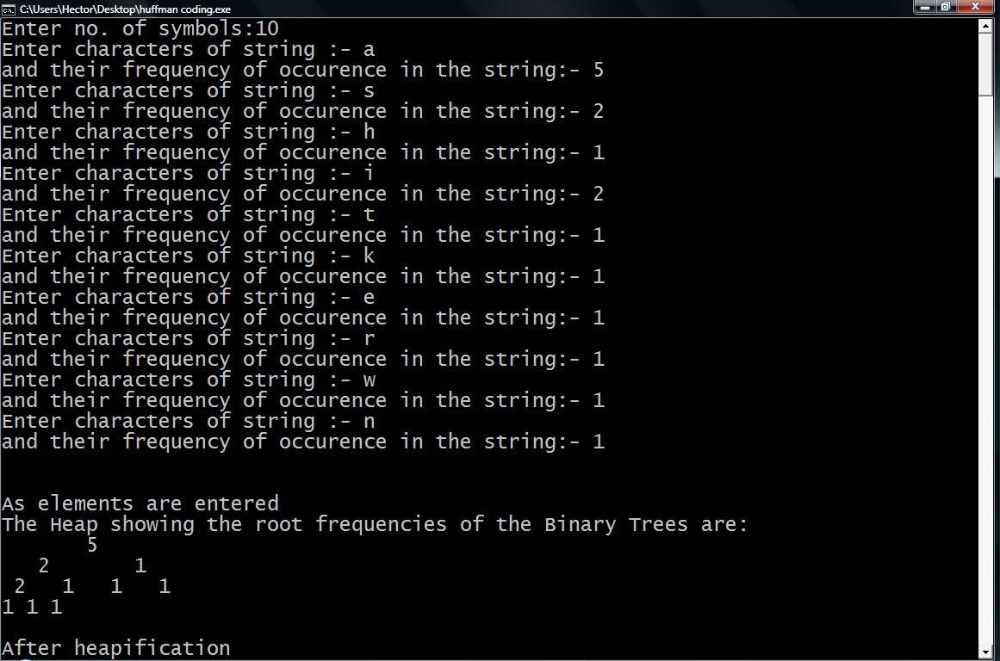 C:\Users\Hector\Desktop\huffman coding.exe
Enter no. of symbols:10
Enter characters of string :- a
and their frequency of occurence in the string:- 5
Enter characters of string :- s
and their frequency of occurence in the string:- 2
Enter characters of string :- h
and their frequency of occurence in the string:- 1
Enter characters of string :- i
and their frequency of occurence in the string:- 2
Enter characters of string :- t
and their frequency of occurence in the string:- 1
Enter characters of string :- k
and their frequency of occurence in the string:- 1
Enter characters of string :- e
and their frequency of occurence in the string:- 1
Enter characters of string :- r
and their frequency of occurence in the string:- 1
Enter characters of string :- w
and their frequency of occurence in the string:- 1
Enter characters of string :- n
and their frequency of occurence in the string:- 1
As elements are entered
The Heap showing the root frequencies of the Binary Trees are:
5
2 1
2 1 1 1
1 1 1
After heapification